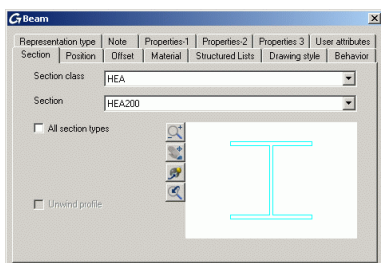 Beam
Representation type Note Properties-1 Properties-2 Properties 3 User attributes
Section Position Offset Material Structured Lists Drawing style Behavior
Section class HEA
Section HEA200
All section types
Unwind profile